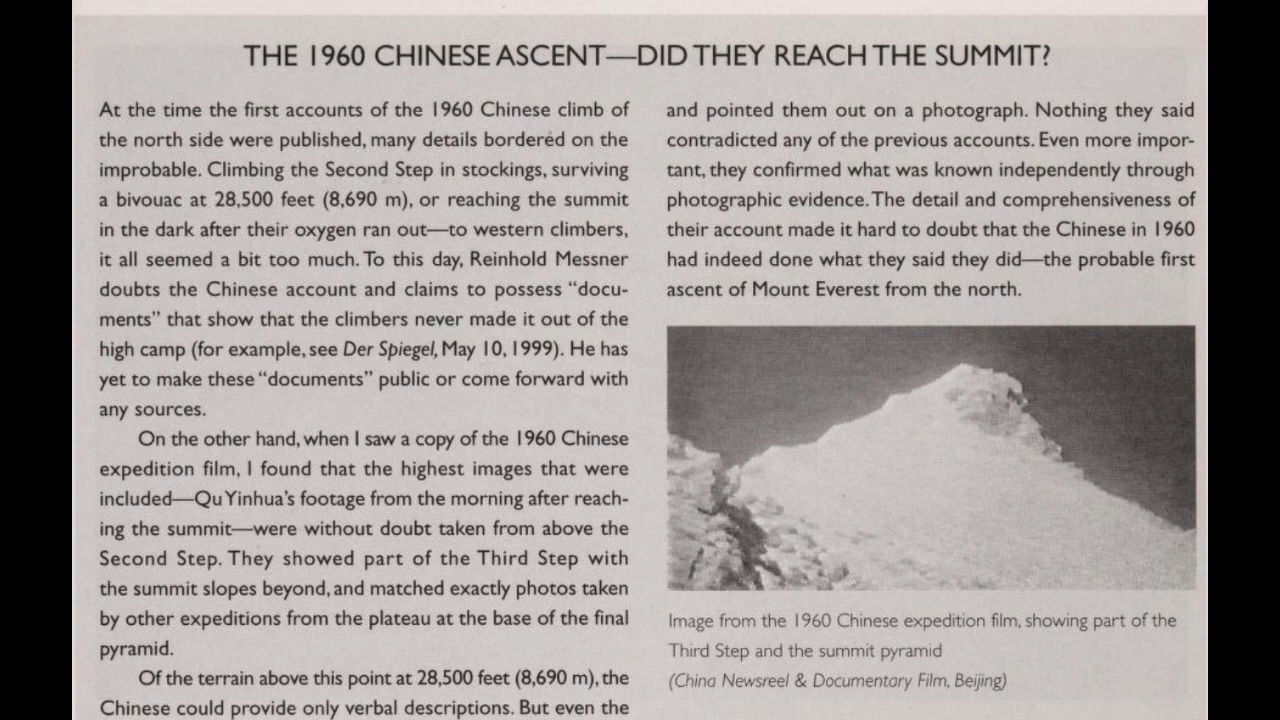 THE 1960 CHINESE ASCENT—DID THEY REACH THE SUMMIT?
At the time the first accounts of the 1960 Chinese climb of
the north side were published, many details bordered on the
improbable. Climbing the Second Step in stockings, surviving
a bivouac at 28,500 feet (8,690 m), or reaching the summit
in the dark after their oxygen ran out—to western climbers,
it all seemed a bit too much. To this day, Reinhold Messner
doubts the Chinese account and claims to possess “docu-
ments” that show that the climbers never made it out of the
high camp (for example, see Der Spiegel, May 10, 1999). He has
yet to make these “documents” public or come forward with
any sources.
On the other hand, when I saw a copy of the 1960 Chinese
expedition film, I found that the highest images that were
included—Qu Yinhua’s footage from the morning after reach-
ing the summit—were without doubt taken from above the
Second Step. They showed part of the Third Step with
the summit slopes beyond, and matched exactly photos taken
by other expeditions from the plateau at the base of the final
pyramid.
Of the terrain above this point at 28,500 feet (8,690 m), the
Chinese could provide only verbal descriptions. But even the
and pointed them out on a photograph. Nothing they said
contradicted any of the previous accounts. Even more impor-
tant, they confirmed what was known independently through
photographic evidence. The detail and comprehensiveness of
their account made it hard to doubt that the Chinese in 1960
had indeed done what they said they did—the probable first
ascent of Mount Everest from the north.
Image from the 1960 Chinese expedition film, showing part of the
Third Step and the summit pyramid
(China Newsreel & Documentary Film, Beijing)